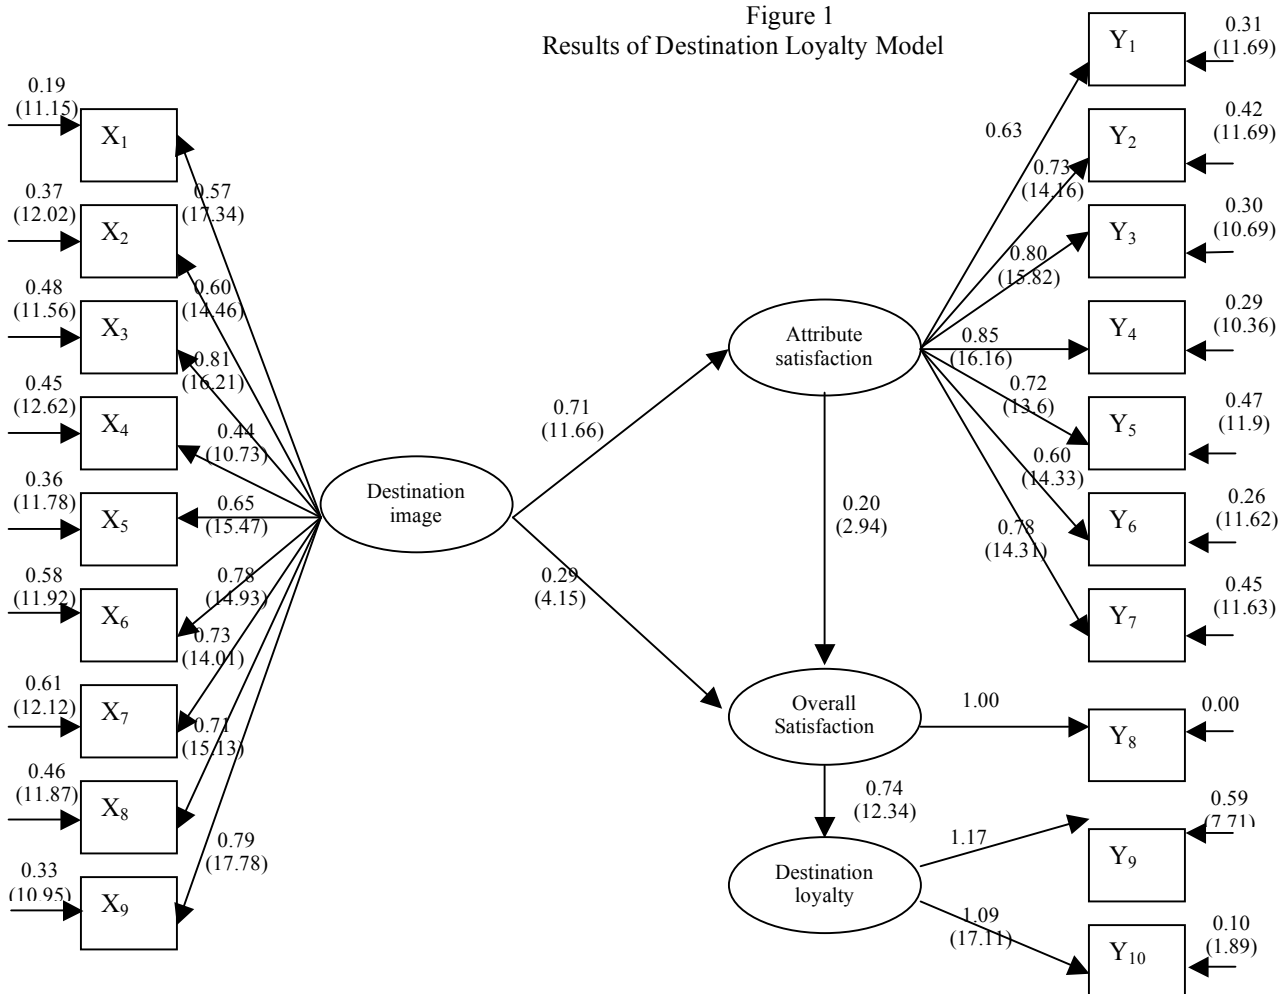 Figure 1
Results of Destination Loyalty Model
0.19
(11.15)
X1
0.57
(17.34)
0.37
(12.02)
X2
0.60
(14.46)
0.48
(11.56)
X3
0.81
(16.21)
0.45
(12.62)
X4
0.44
(10.73)
0.36
(11.78)
X5
0.65
(15.47)
0.58
(11.92)
X6
0.78
(14.93)
0.73
(14.01)
0.61
(12.12)
X7
0.71
(15.13)
0.46
(11.87)
X8
0.79
(17.78)
0.33
(10.95)
X9
Destination
image
0.71
(11.66)
0.29
(4.15)
Attribute
satisfaction
0.20
(2.94)
Overall
Satisfaction
0.74
(12.34)
Destination
loyalty
0.63
0.73
(14.16)
0.80
(15.82)
0.85
(16.16)
0.72
(13.6)
0.60
(14.33)
0.78
(14.31)
1.00
1.17
1.09
(17.11)
Y1
0.31
(11.69)
Y2
0.42
(11.69)
Y3
0.30
(10.69)
Y4
0.29
(10.36)
Y5
0.47
(11.9)
Y6
0.26
(11.62)
Y7
0.45
(11.63)
Y8
0.00
Y9
0.59
(7.71)
Y10
0.10
(1.89)